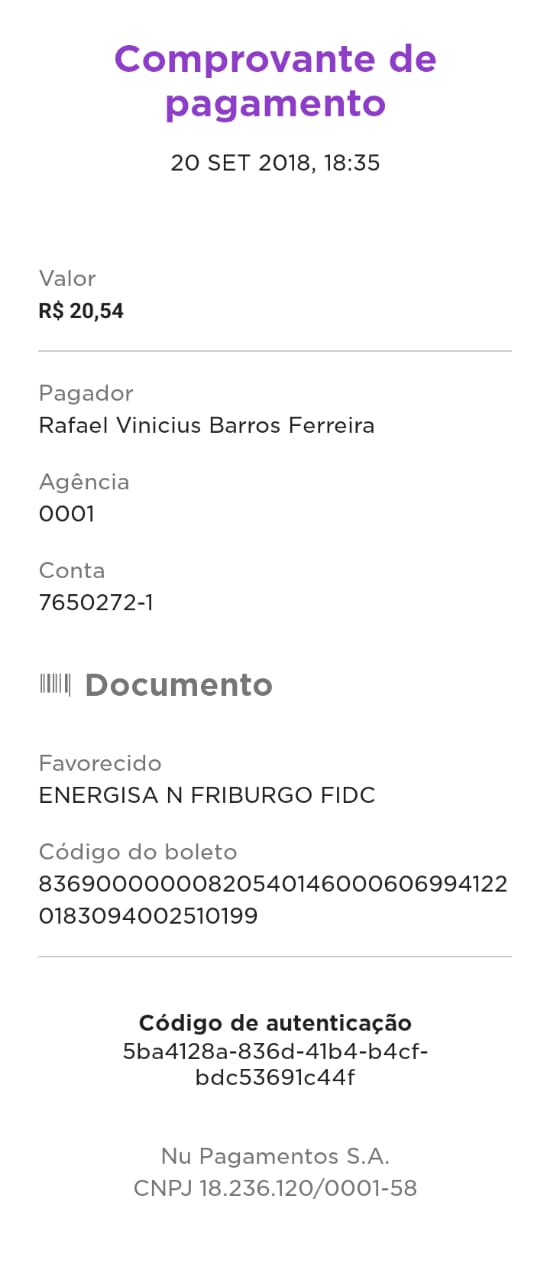 Comprovante de
pagamento
20 SET 2018, 18:35
Valor
R$ 20,54
Pagador
Rafael Vinicius Barros Ferreira
Agência
0001
Conta
7650272-1
Documento
Favorecido
ENERGISA N FRIBURGO FIDC
Código do boleto
83690000000820540146000606994122
0183094002510199
Código de autenticação
5ba4128a-836d-41b4-b4cf-
bdc53691c44f
Nu Pagamentos S.A.
CNPJ 18.236.120/0001-58